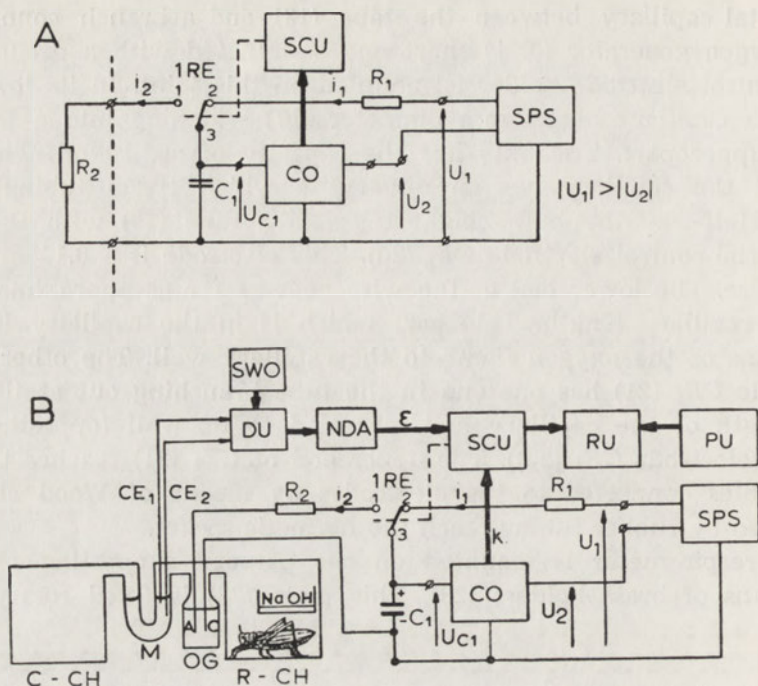 A
SCU
1RE
i₂
1
2
i₁
R₁
SPS
3
R₂
C₁
CO
U_C1
U₂
U₁
|U₁|>|U₂|
B
SWO
DU
NDA
ε
SCU
RU
PU
CE₁
CE₂
R₂
i₂
1RE
1
2
i₁
R₁
SPS
3
k
U₁
+
-C₁
CO
U_C1
U₂
NaOH
A
C
M
OG
C - CH
R - CH